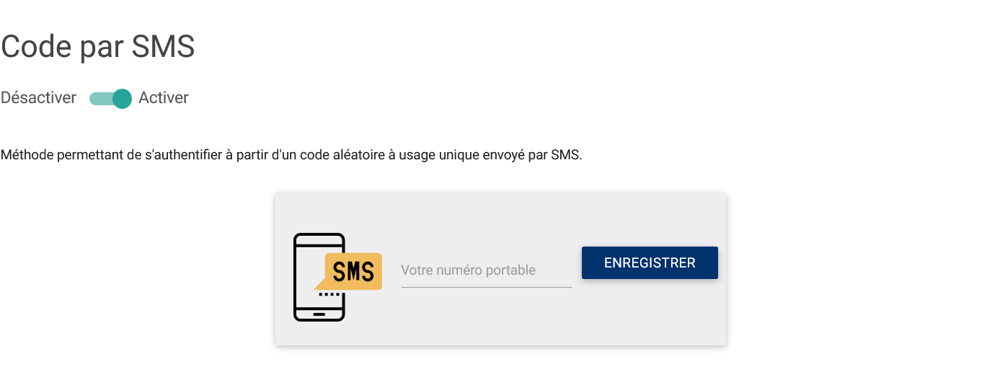 Code par SMS
Désactiver Activer
Méthode permettant de s'authentifier à partir d'un code aléatoire à usage unique envoyé par SMS.
SMS
Votre numéro portable
ENREGISTRER